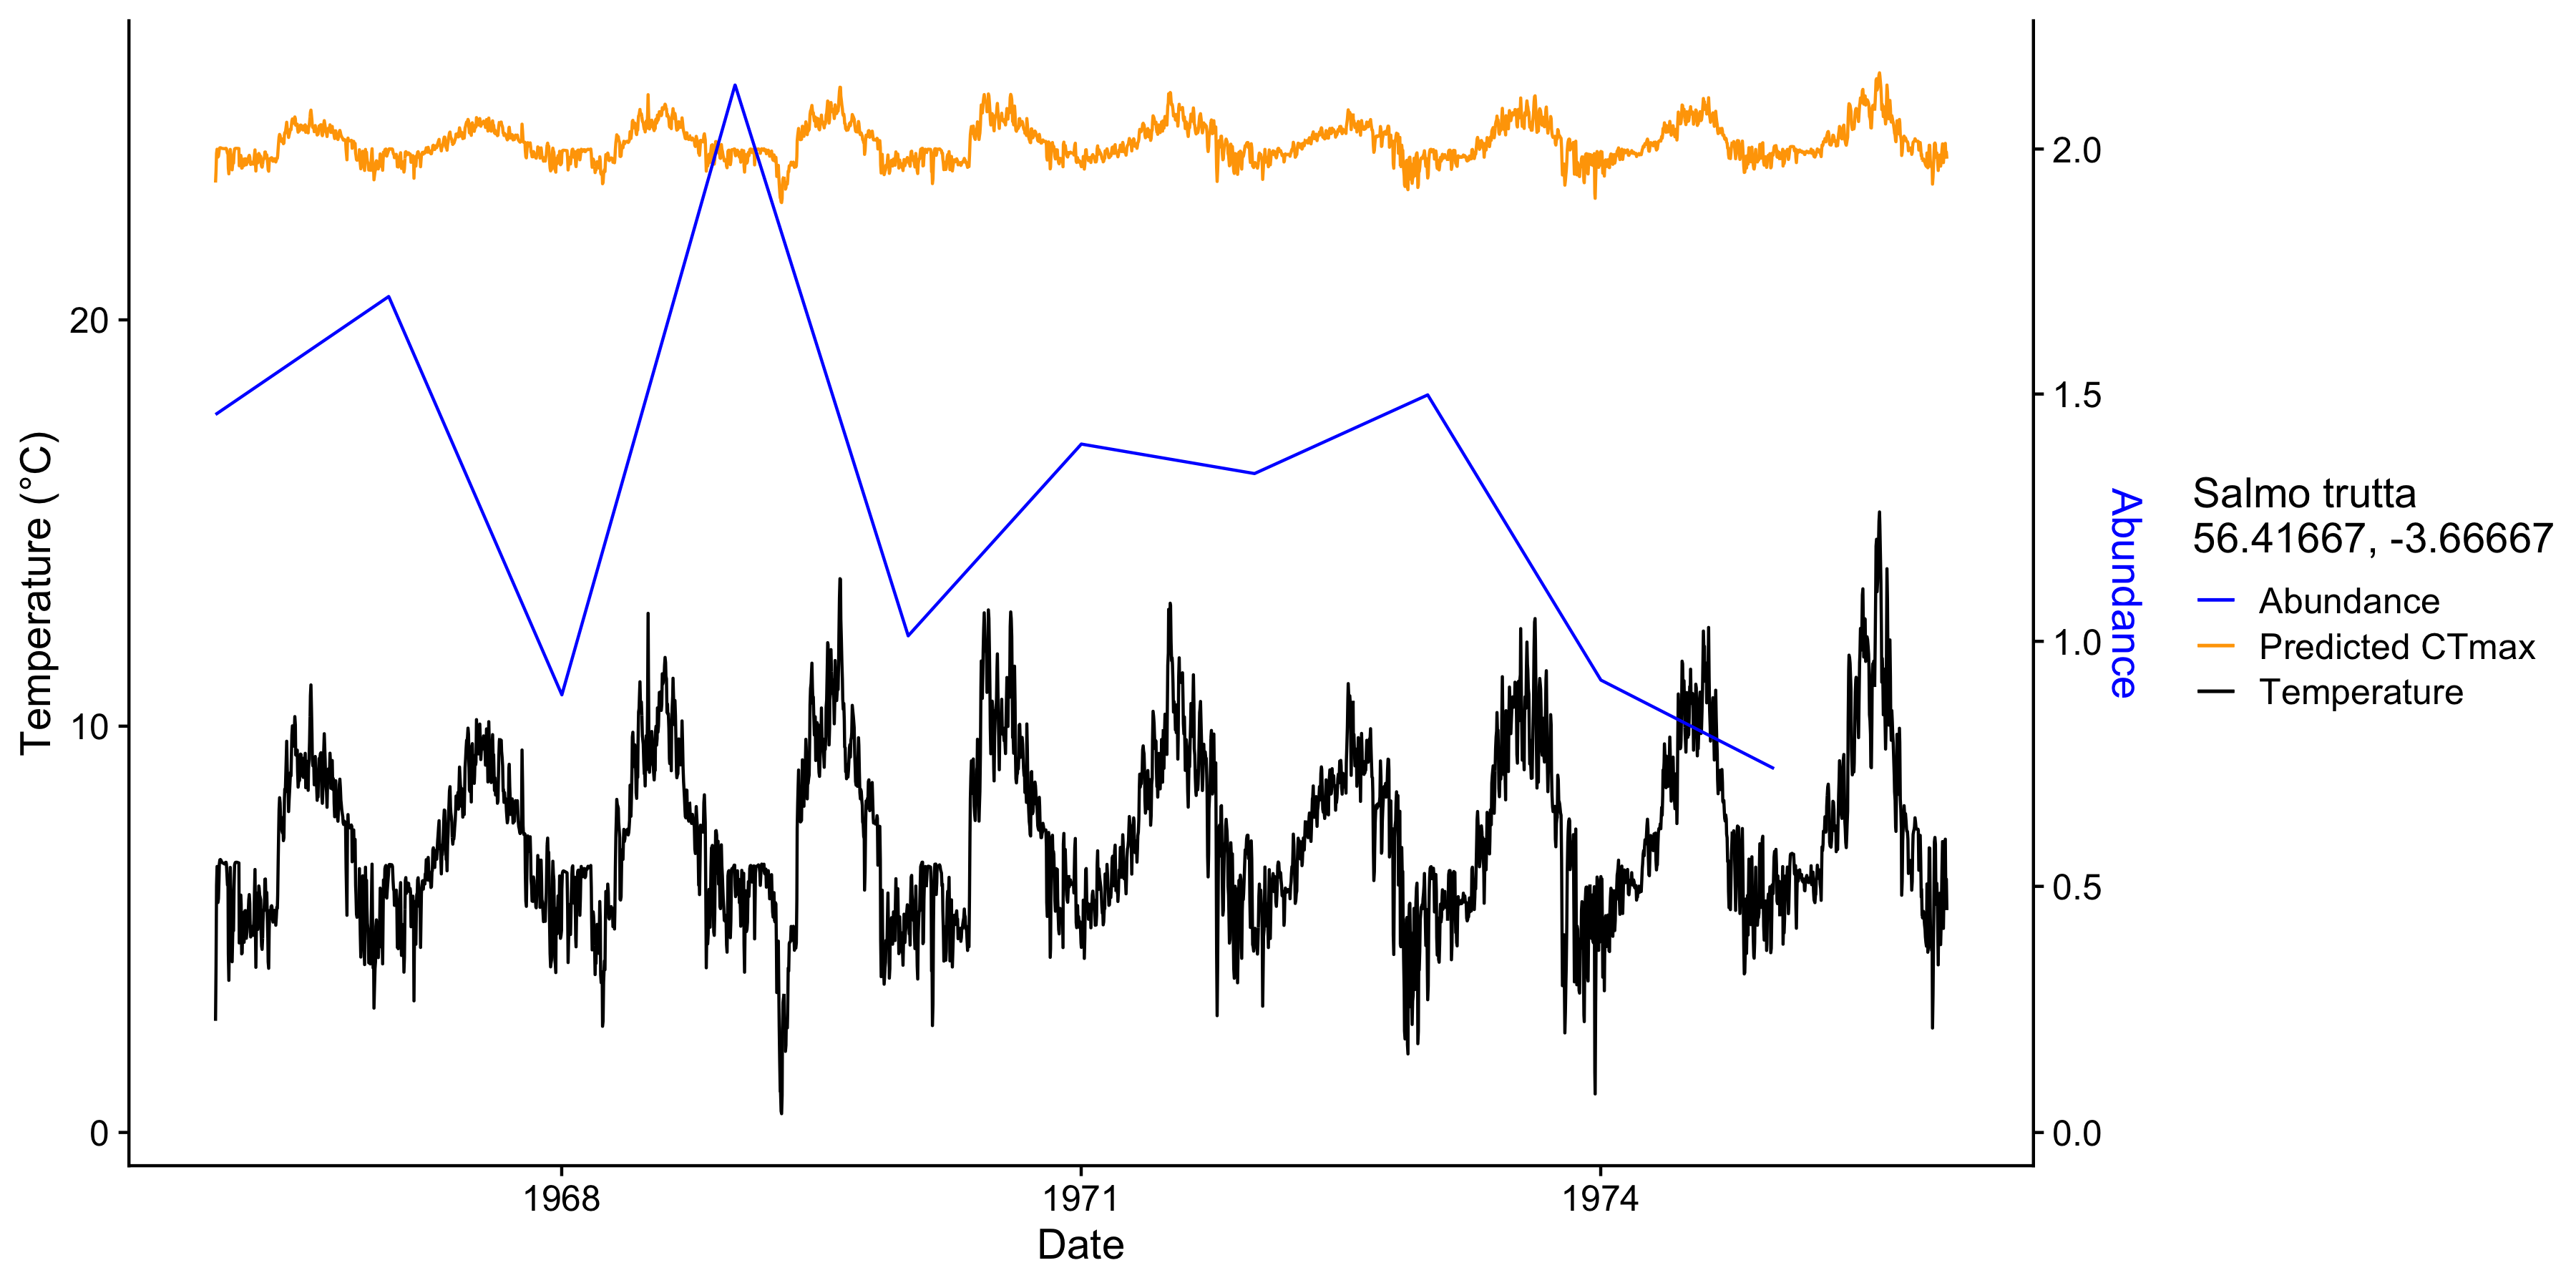 Temperature (°C)
20
10
0
1968
1971
1974
Date
2.0
1.5
1.0
0.5
0.0
Abundance
Salmo trutta
56.41667, -3.66667
Abundance
Predicted CTmax
Temperature